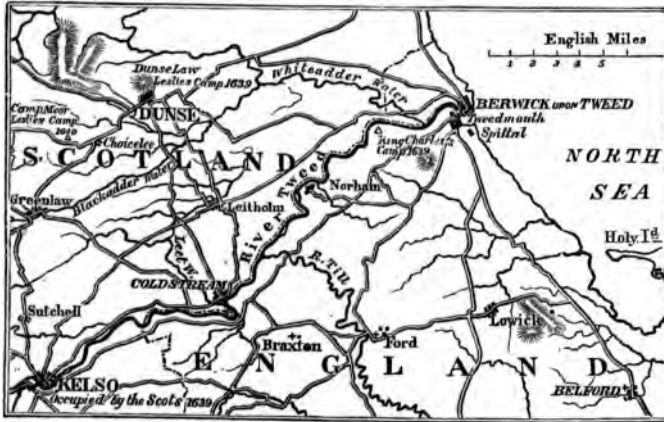 English Miles
1 2 3 4 5
Dunse Law
Leslies Camp 1639
Whiteadder Water
DUNSE
Camp Moor
Leslies Camp
1640
Choicelee
BERWICK UPON TWEED
Tweedmouth
Spittal
King Charles's
Camp 1639
SCOTLAND
NORTH
SEA
Norham
Blackadder Water
Greenlaw
Leitholm
River Tweed
Holy Id
Leet W.
R. Till
COLDSTREAM
Sutchell
Lowick
Braxton
Ford
ENGLAND
KELSO
Occupied by the Scots 1639
BELFORD